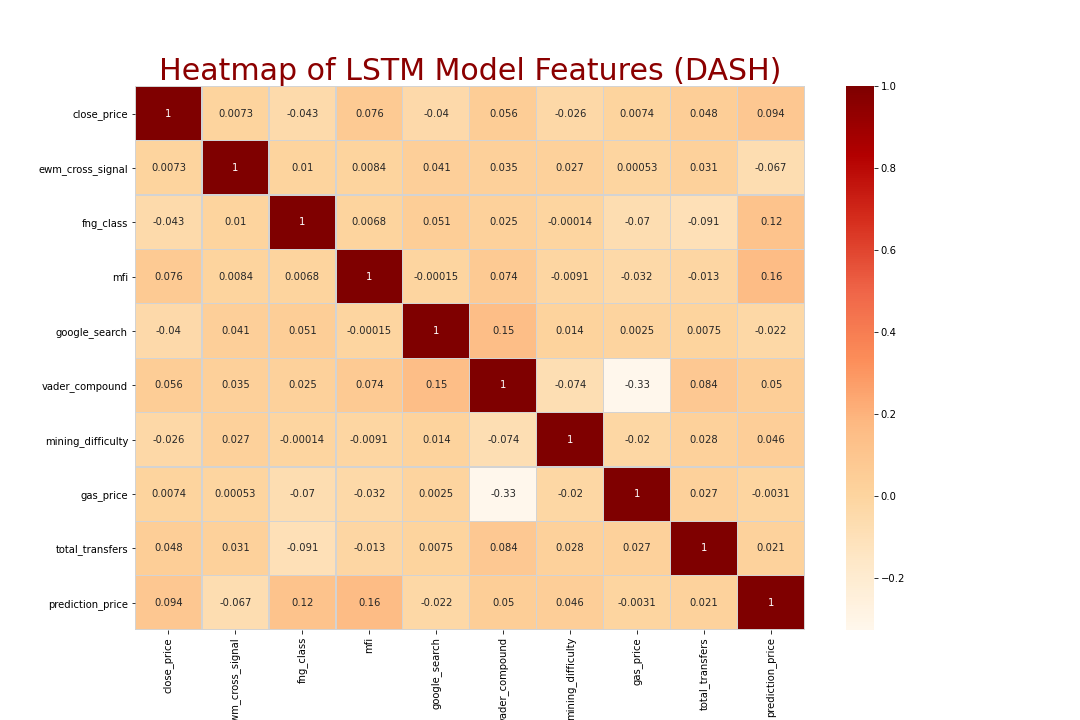 Heatmap of LSTM Model Features (DASH)
close_price 1 0.0073 -0.043 0.076 -0.04 0.056 -0.026 0.0074 0.048 0.094
ewm_cross_signal 0.0073 1 0.01 0.0084 0.041 0.035 0.027 0.00053 0.031 -0.067
fng_class -0.043 0.01 1 0.0068 0.051 0.025 -0.00014 -0.07 -0.091 0.12
mfi 0.076 0.0084 0.0068 1 -0.00015 0.074 -0.0091 -0.032 -0.013 0.16
google_search -0.04 0.041 0.051 -0.00015 1 0.15 0.014 0.0025 0.0075 -0.022
vader_compound 0.056 0.035 0.025 0.074 0.15 1 -0.074 -0.33 0.084 0.05
mining_difficulty -0.026 0.027 -0.00014 -0.0091 0.014 -0.074 1 -0.02 0.028 0.046
gas_price 0.0074 0.00053 -0.07 -0.032 0.0025 -0.33 -0.02 1 0.027 -0.0031
total_transfers 0.048 0.031 -0.091 -0.013 0.0075 0.084 0.028 0.027 1 0.021
prediction_price 0.094 -0.067 0.12 0.16 -0.022 0.05 0.046 -0.0031 0.021 1
close_price
wm_cross_signal
fng_class
mfi
google_search
ader_compound
mining_difficulty
gas_price
total_transfers
prediction_price
1.0
0.8
0.6
0.4
0.2
0.0
−0.2